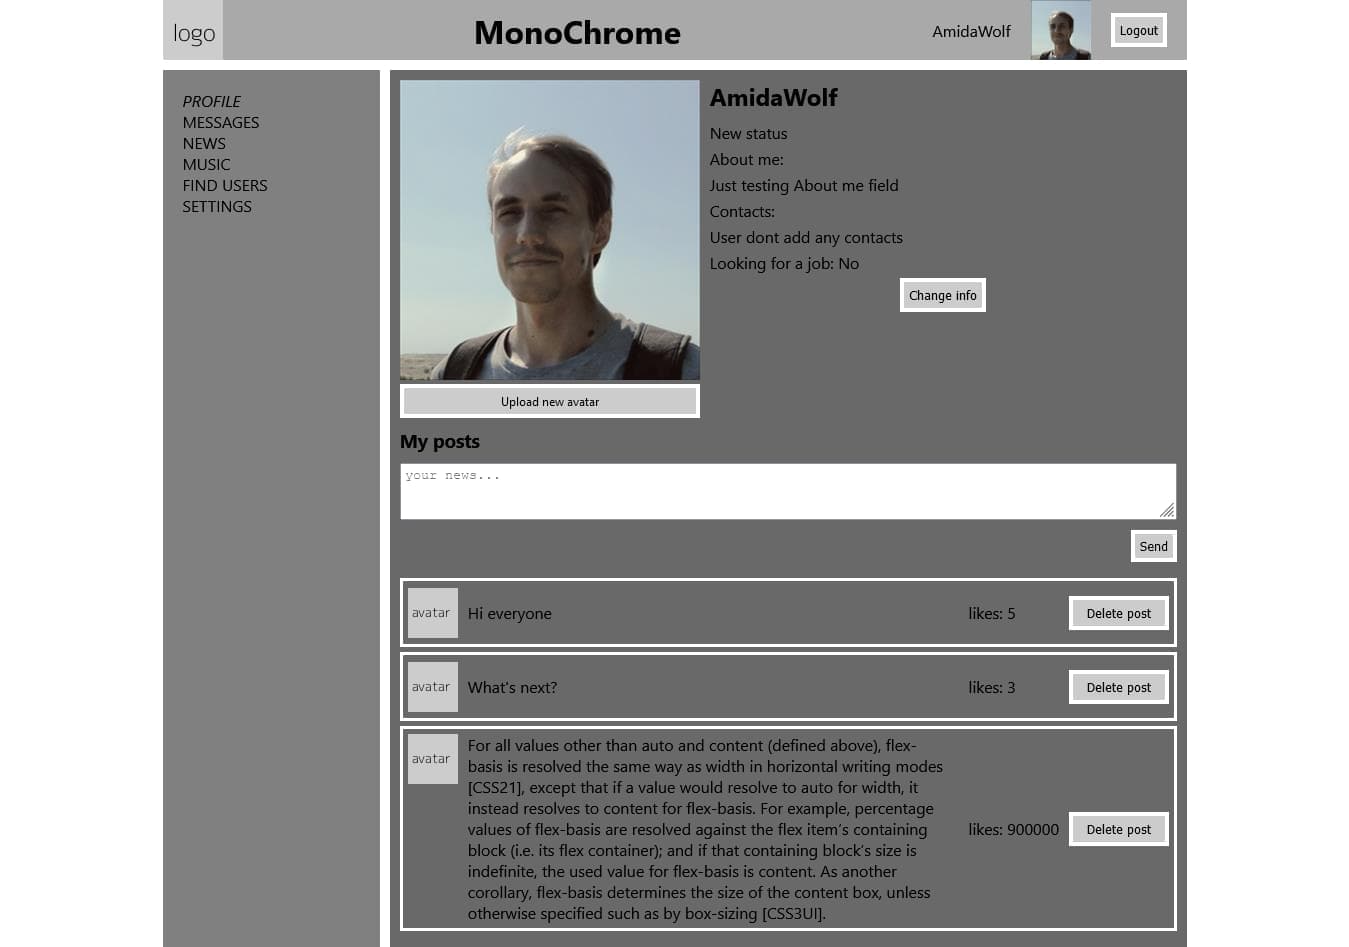 logo
MonoChrome
AmidaWolf
Logout
PROFILE
MESSAGES
NEWS
MUSIC
FIND USERS
SETTINGS
AmidaWolf
New status
About me:
Just testing About me field
Contacts:
User dont add any contacts
Looking for a job: No
Change info
Upload new avatar
My posts
your news...
Send
avatar
Hi everyone
likes: 5
Delete post
avatar
What's next?
likes: 3
Delete post
avatar
For all values other than auto and content (defined above), flex-
basis is resolved the same way as width in horizontal writing modes
[CSS21], except that if a value would resolve to auto for width, it
instead resolves to content for flex-basis. For example, percentage
values of flex-basis are resolved against the flex item's containing
block (i.e. its flex container); and if that containing block's size is
indefinite, the used value for flex-basis is content. As another
corollary, flex-basis determines the size of the content box, unless
otherwise specified such as by box-sizing [CSS3UI].
likes: 900000
Delete post